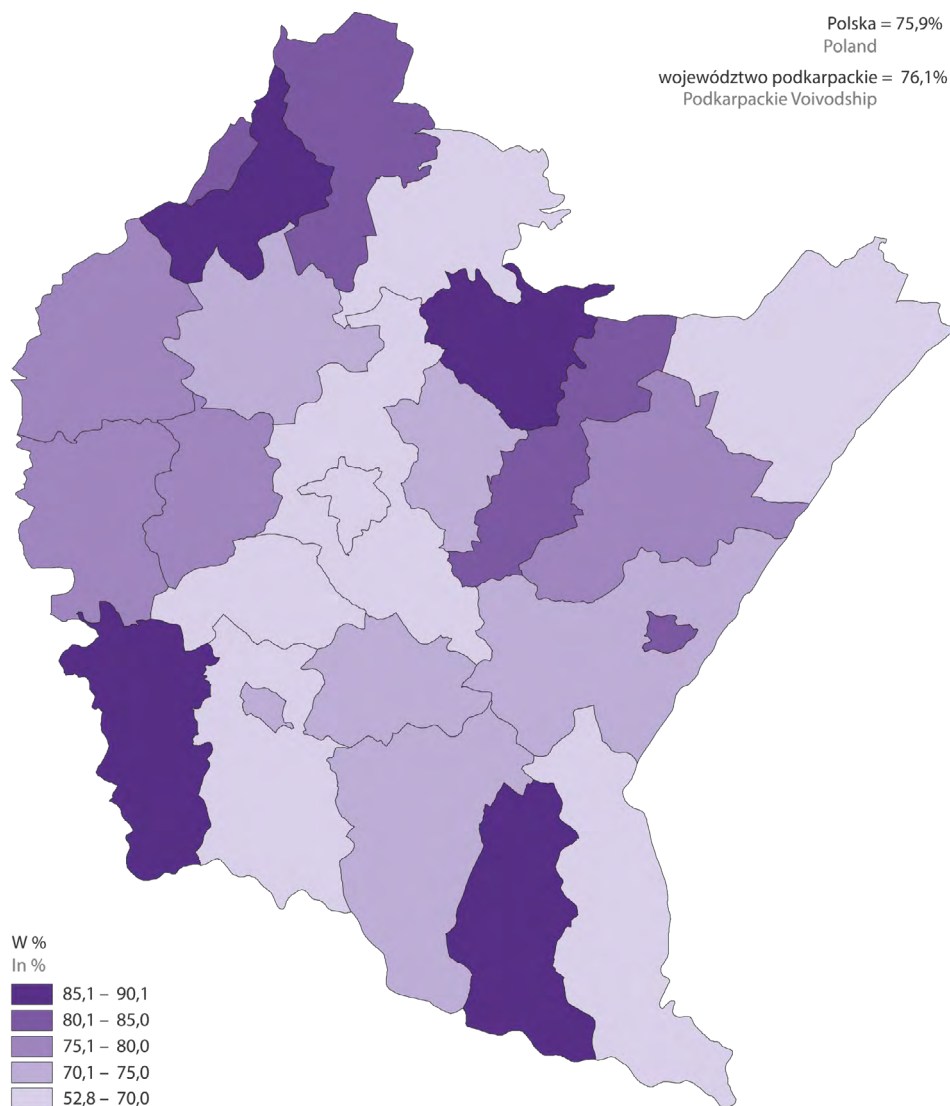 Polska = 75,9%
Poland
województwo podkarpackie = 76,1%
Podkarpackie Voivodship
W %
In %
85,1 – 90,1
80,1 – 85,0
75,1 – 80,0
70,1 – 75,0
52,8 – 70,0